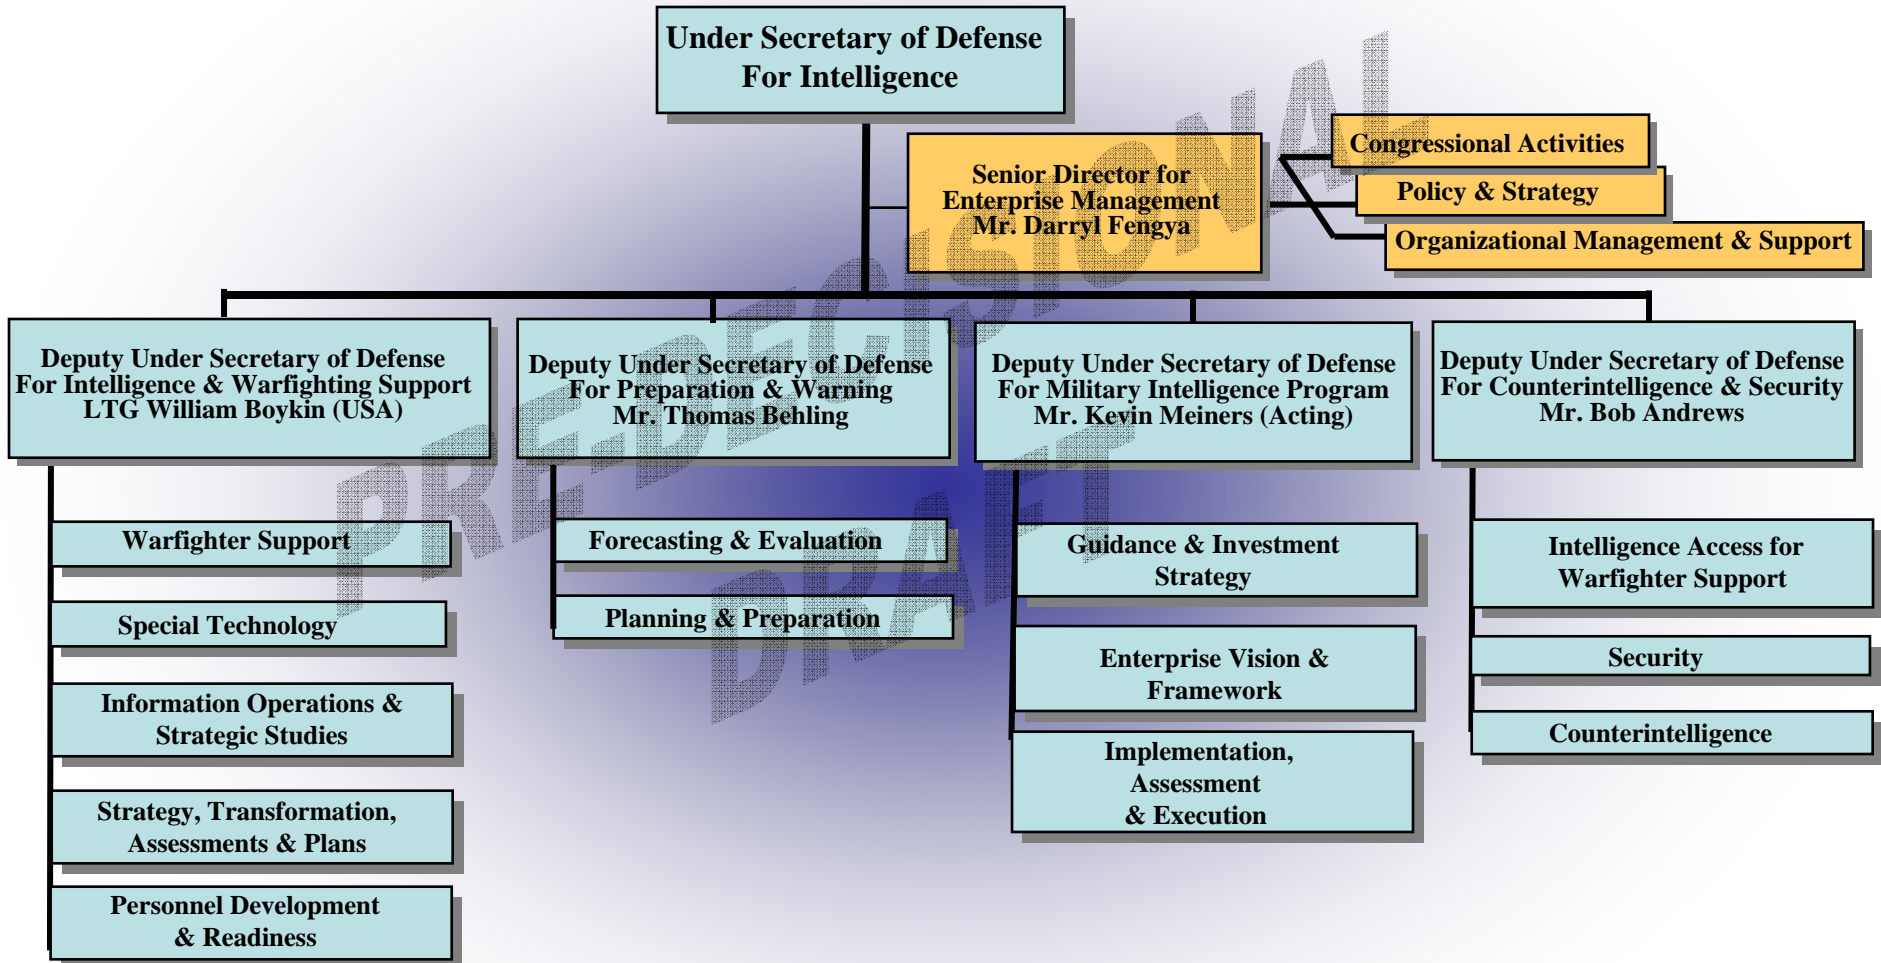 Under Secretary of Defense
For Intelligence
Senior Director for
Enterprise Management
Mr. Darryl Fengya
Congressional Activities
Policy & Strategy
Organizational Management & Support
Deputy Under Secretary of Defense
For Intelligence & Warfighting Support
LTG William Boykin (USA)
Warfighter Support
Special Technology
Information Operations &
Strategic Studies
Strategy, Transformation,
Assessments & Plans
Personnel Development
& Readiness
Deputy Under Secretary of Defense
For Preparation & Warning
Mr. Thomas Behling
Forecasting & Evaluation
Planning & Preparation
Deputy Under Secretary of Defense
For Military Intelligence Program
Mr. Kevin Meiners (Acting)
Guidance & Investment
Strategy
Enterprise Vision &
Framework
Implementation,
Assessment
& Execution
Deputy Under Secretary of Defense
For Counterintelligence & Security
Mr. Bob Andrews
Intelligence Access for
Warfighter Support
Security
Counterintelligence
PRE-DECISIONAL
DRAFT